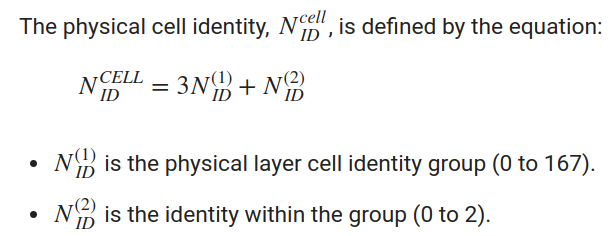 The physical cell identity, N_{ID}^{cell}, is defined by the equation:
N_{ID}^{CELL} = 3N_{ID}^{(1)} + N_{ID}^{(2)}
• N_{ID}^{(1)} is the physical layer cell identity group (0 to 167).
• N_{ID}^{(2)} is the identity within the group (0 to 2).